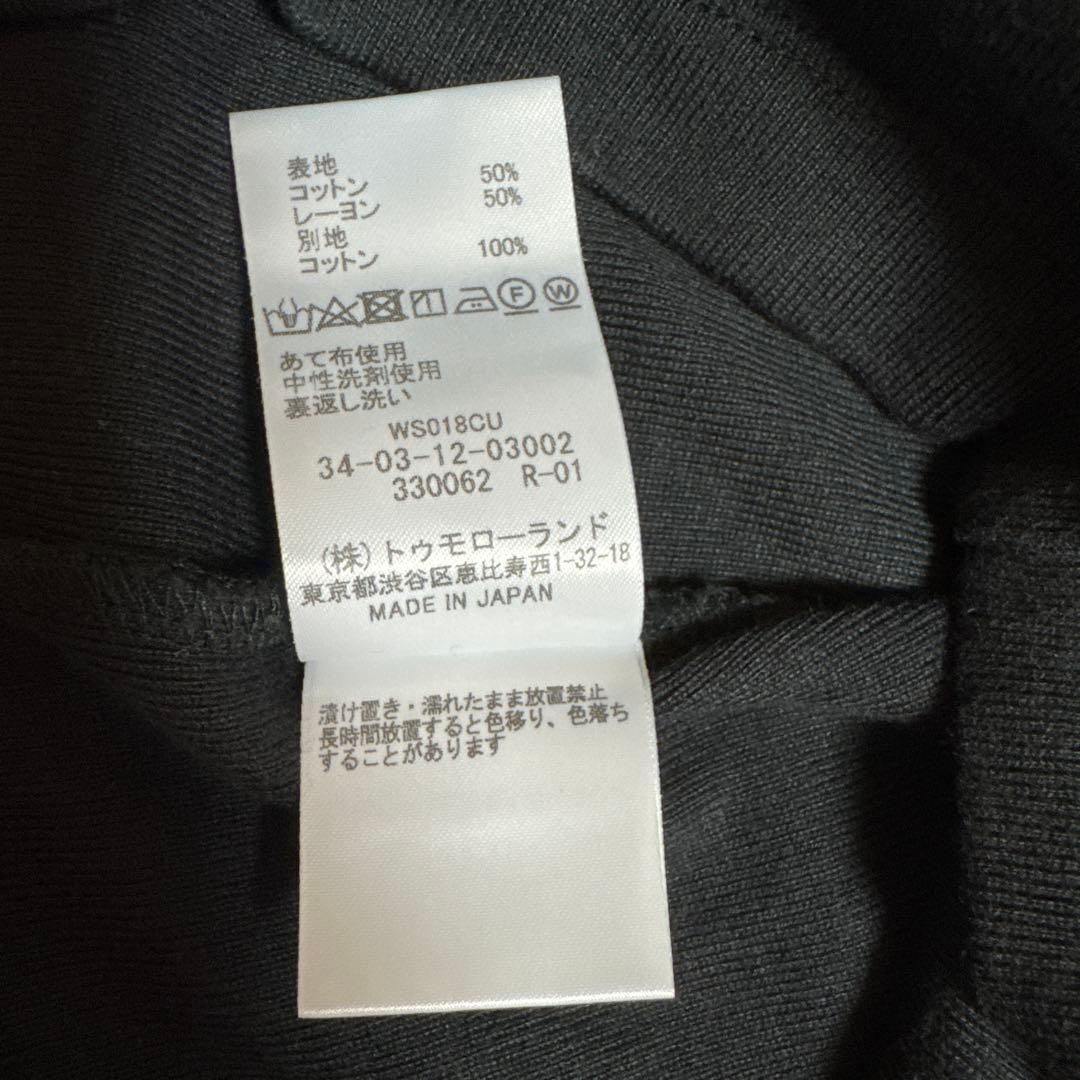 表地
コットン 50%
レーヨン 50%
別地
コットン 100%
F W
あて布使用
中性洗剤使用
裏返し洗い
WS018CU
34-03-12-03002
330062 R-01
(株)トゥモローランド
東京都渋谷区恵比寿西1-32-18
MADE IN JAPAN
漬け置き・濡れたまま放置禁止
長時間放置すると色移り、色落ち
することがあります